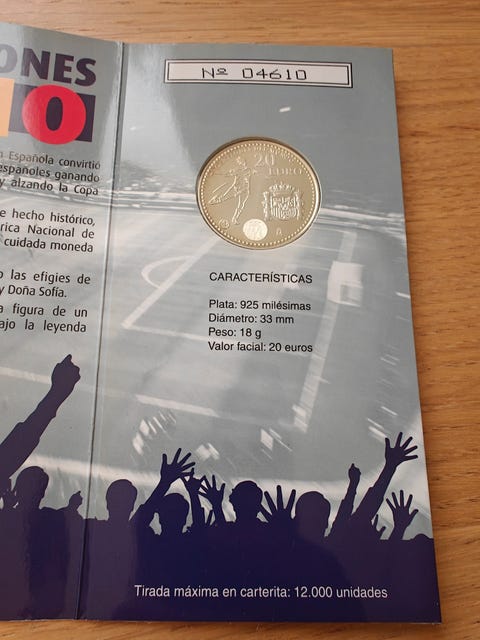 ONES
10
n Española convirtió
españoles ganando
y alzando la Copa
e hecho histórico,
rica Nacional de
cuidada moneda
o las efigies de
y Doña Sofía.
a figura de un
ajo la leyenda
Nº 04610
20
EURO
CARACTERÍSTICAS
Plata: 925 milésimas
Diámetro: 33 mm
Peso: 18 g
Valor facial: 20 euros
Tirada máxima en carterita: 12.000 unidades